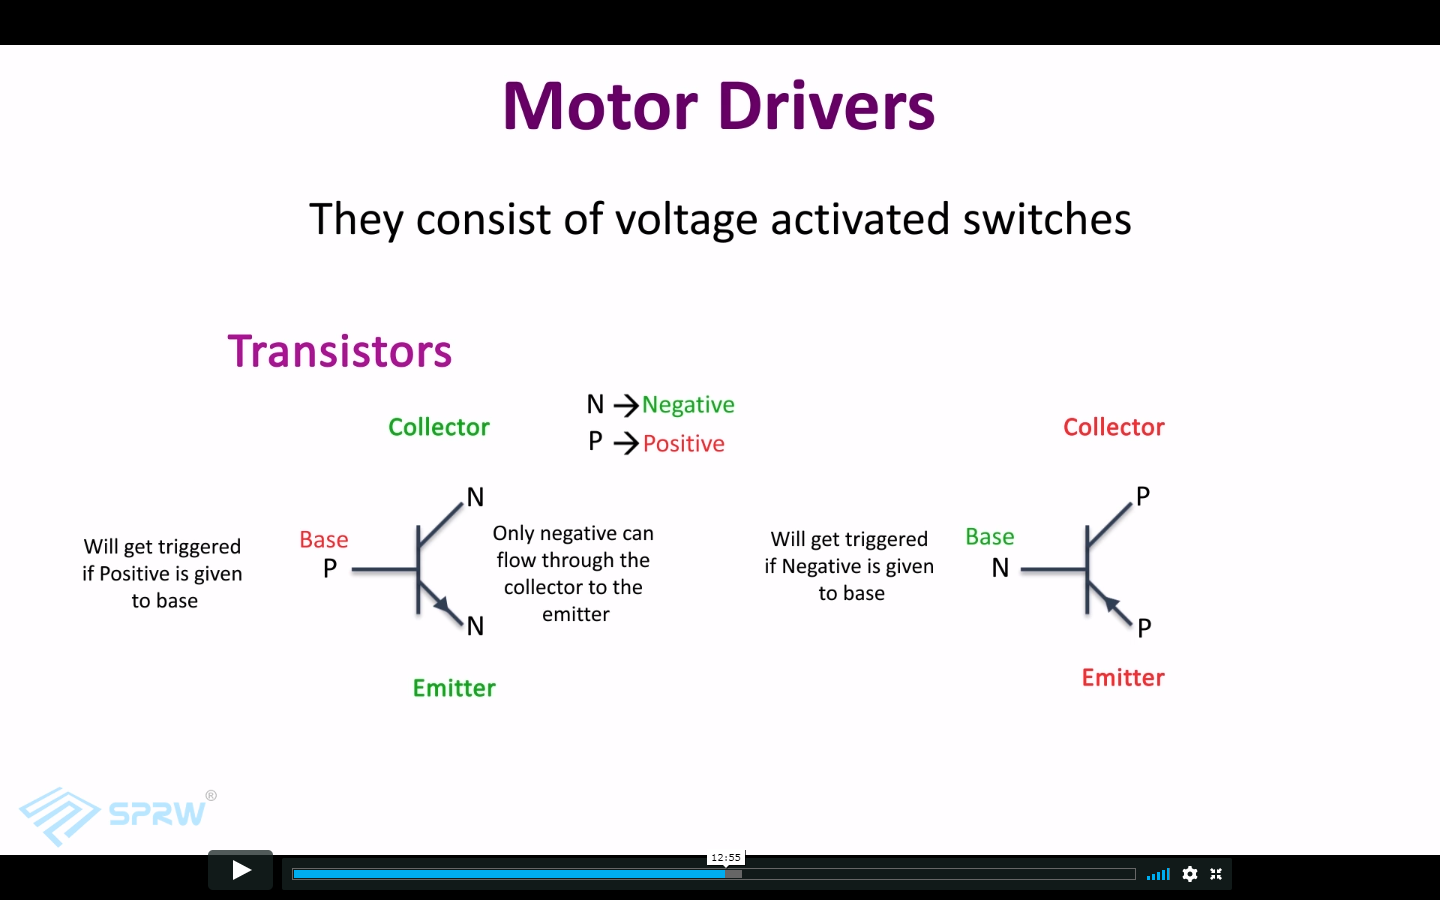 Motor Drivers
They consist of voltage activated switches
Transistors
N → Negative
P → Positive
Collector
N
Will get triggered
if Positive is given
to base
Base
P
Only negative can
flow through the
collector to the
emitter
N
Emitter
Collector
P
Will get triggered
if Negative is given
to base
Base
N
P
Emitter
SPRW®
12:55